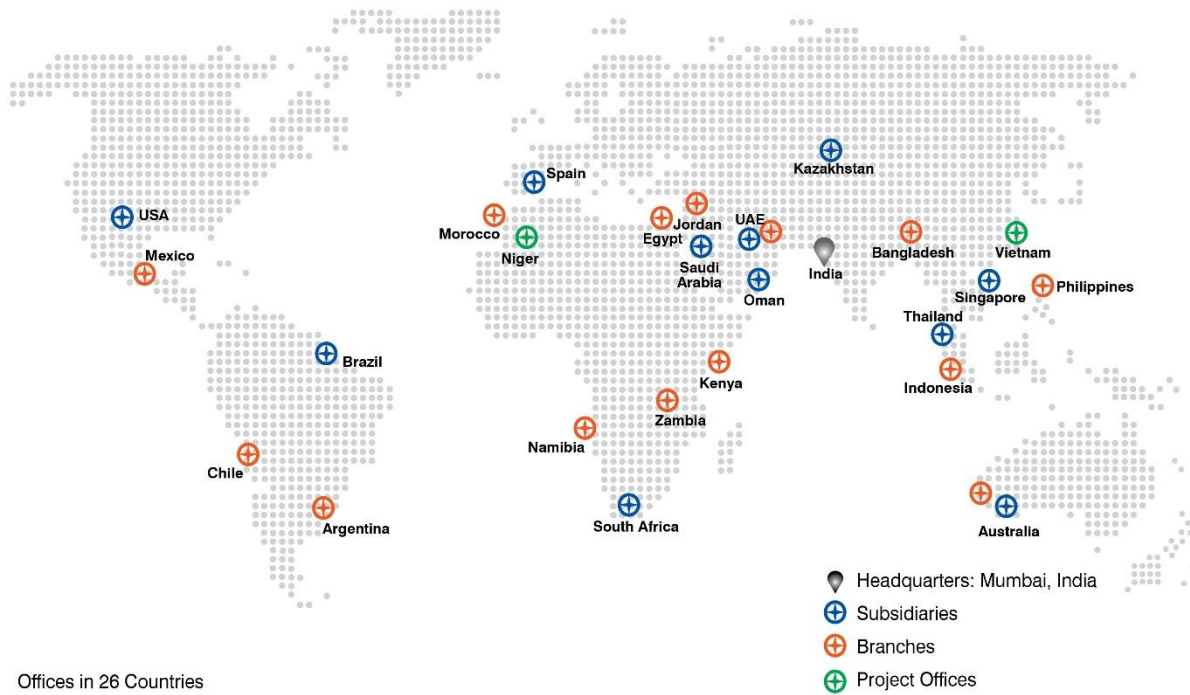 Kazakhstan
Spain
USA
Morocco
Jordan
UAE
Egypt
Niger
Bangladesh
Vietnam
Mexico
Saudi
Arabia
India
Oman
Singapore
Philippines
Thailand
Brazil
Kenya
Indonesia
Zambia
Namibia
Chile
Argentina
South Africa
Australia
Headquarters: Mumbai, India
Subsidiaries
Branches
Project Offices
Offices in 26 Countries